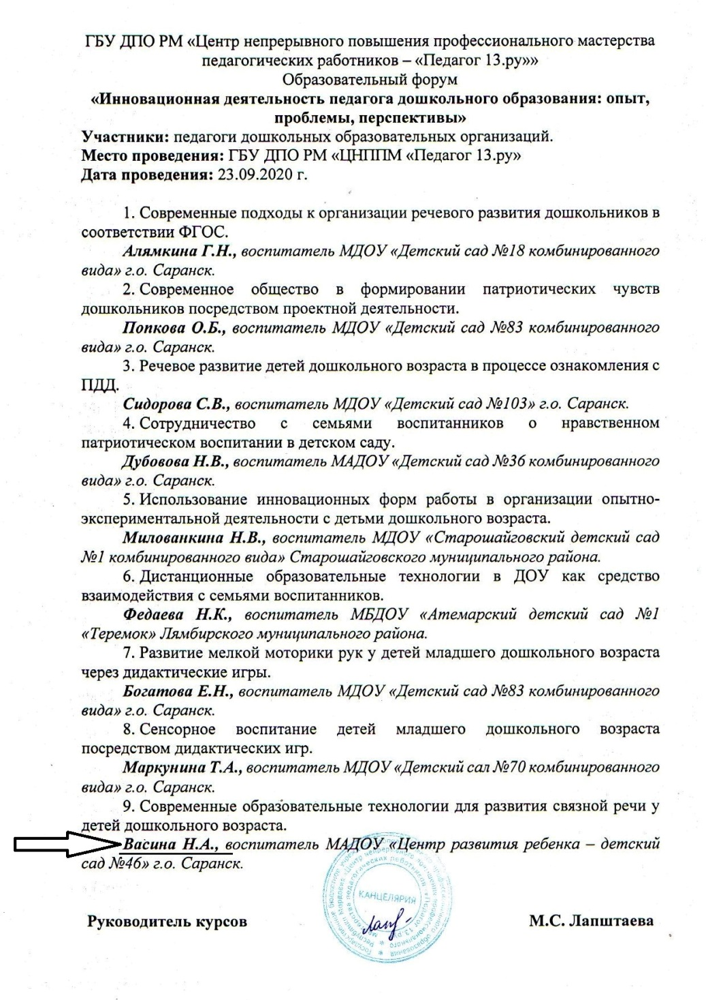 ГБУ ДПО РМ «Центр непрерывного повышения профессионального мастерства
педагогических работников – «Педагог 13.ру»»
Образовательный форум
«Инновационная деятельность педагога дошкольного образования: опыт,
проблемы, перспективы»
Участники: педагоги дошкольных образовательных организаций.
Место проведения: ГБУ ДПО РМ «ЦНППМ «Педагог 13.ру»
Дата проведения: 23.09.2020 г.
1. Современные подходы к организации речевого развития дошкольников в
соответствии ФГОС.
Алямкина Г.Н., воспитатель МДОУ «Детский сад №18 комбинированного
вида» г.о. Саранск.
2. Современное общество в формировании патриотических чувств
дошкольников посредством проектной деятельности.
Попкова О.Б., воспитатель МДОУ «Детский сад №83 комбинированного
вида» г.о. Саранск.
3. Речевое развитие детей дошкольного возраста в процессе ознакомления с
ПДД.
Сидорова С.В., воспитатель МДОУ «Детский сад №103» г.о. Саранск.
4. Сотрудничество с семьями воспитанников о нравственном
патриотическом воспитании в детском саду.
Дубовова Н.В., воспитатель МАДОУ «Детский сад №36 комбинированного
вида» г.о. Саранск.
5. Использование инновационных форм работы в организации опытно-
экспериментальной деятельности с детьми дошкольного возраста.
Милованкина Н.В., воспитатель МДОУ «Старошайговский детский сад
№1 комбинированного вида» Старошайговского муниципального района.
6. Дистанционные образовательные технологии в ДОУ как средство
взаимодействия с семьями воспитанников.
Федаева Н.К., воспитатель МБДОУ «Атемарский детский сад №1
«Теремок» Лямбирского муниципального района.
7. Развитие мелкой моторики рук у детей младшего дошкольного возраста
через дидактические игры.
Богатова Е.Н., воспитатель МДОУ «Детский сад №83 комбинированного
вида» г.о. Саранск.
8. Сенсорное воспитание детей младшего дошкольного возраста
посредством дидактических игр.
Маркунина Т.А., воспитатель МДОУ «Детский сал №70 комбинированного
вида» г.о. Саранск.
9. Современные образовательные технологии для развития связной речи у
детей дошкольного возраста.
Васина Н.А., воспитатель МАДОУ «Центр развития ребенка – детский
сад №46» г.о. Саранск.
КАНЦЕЛЯРИЯ
Руководитель курсов М.С. Лапштаева